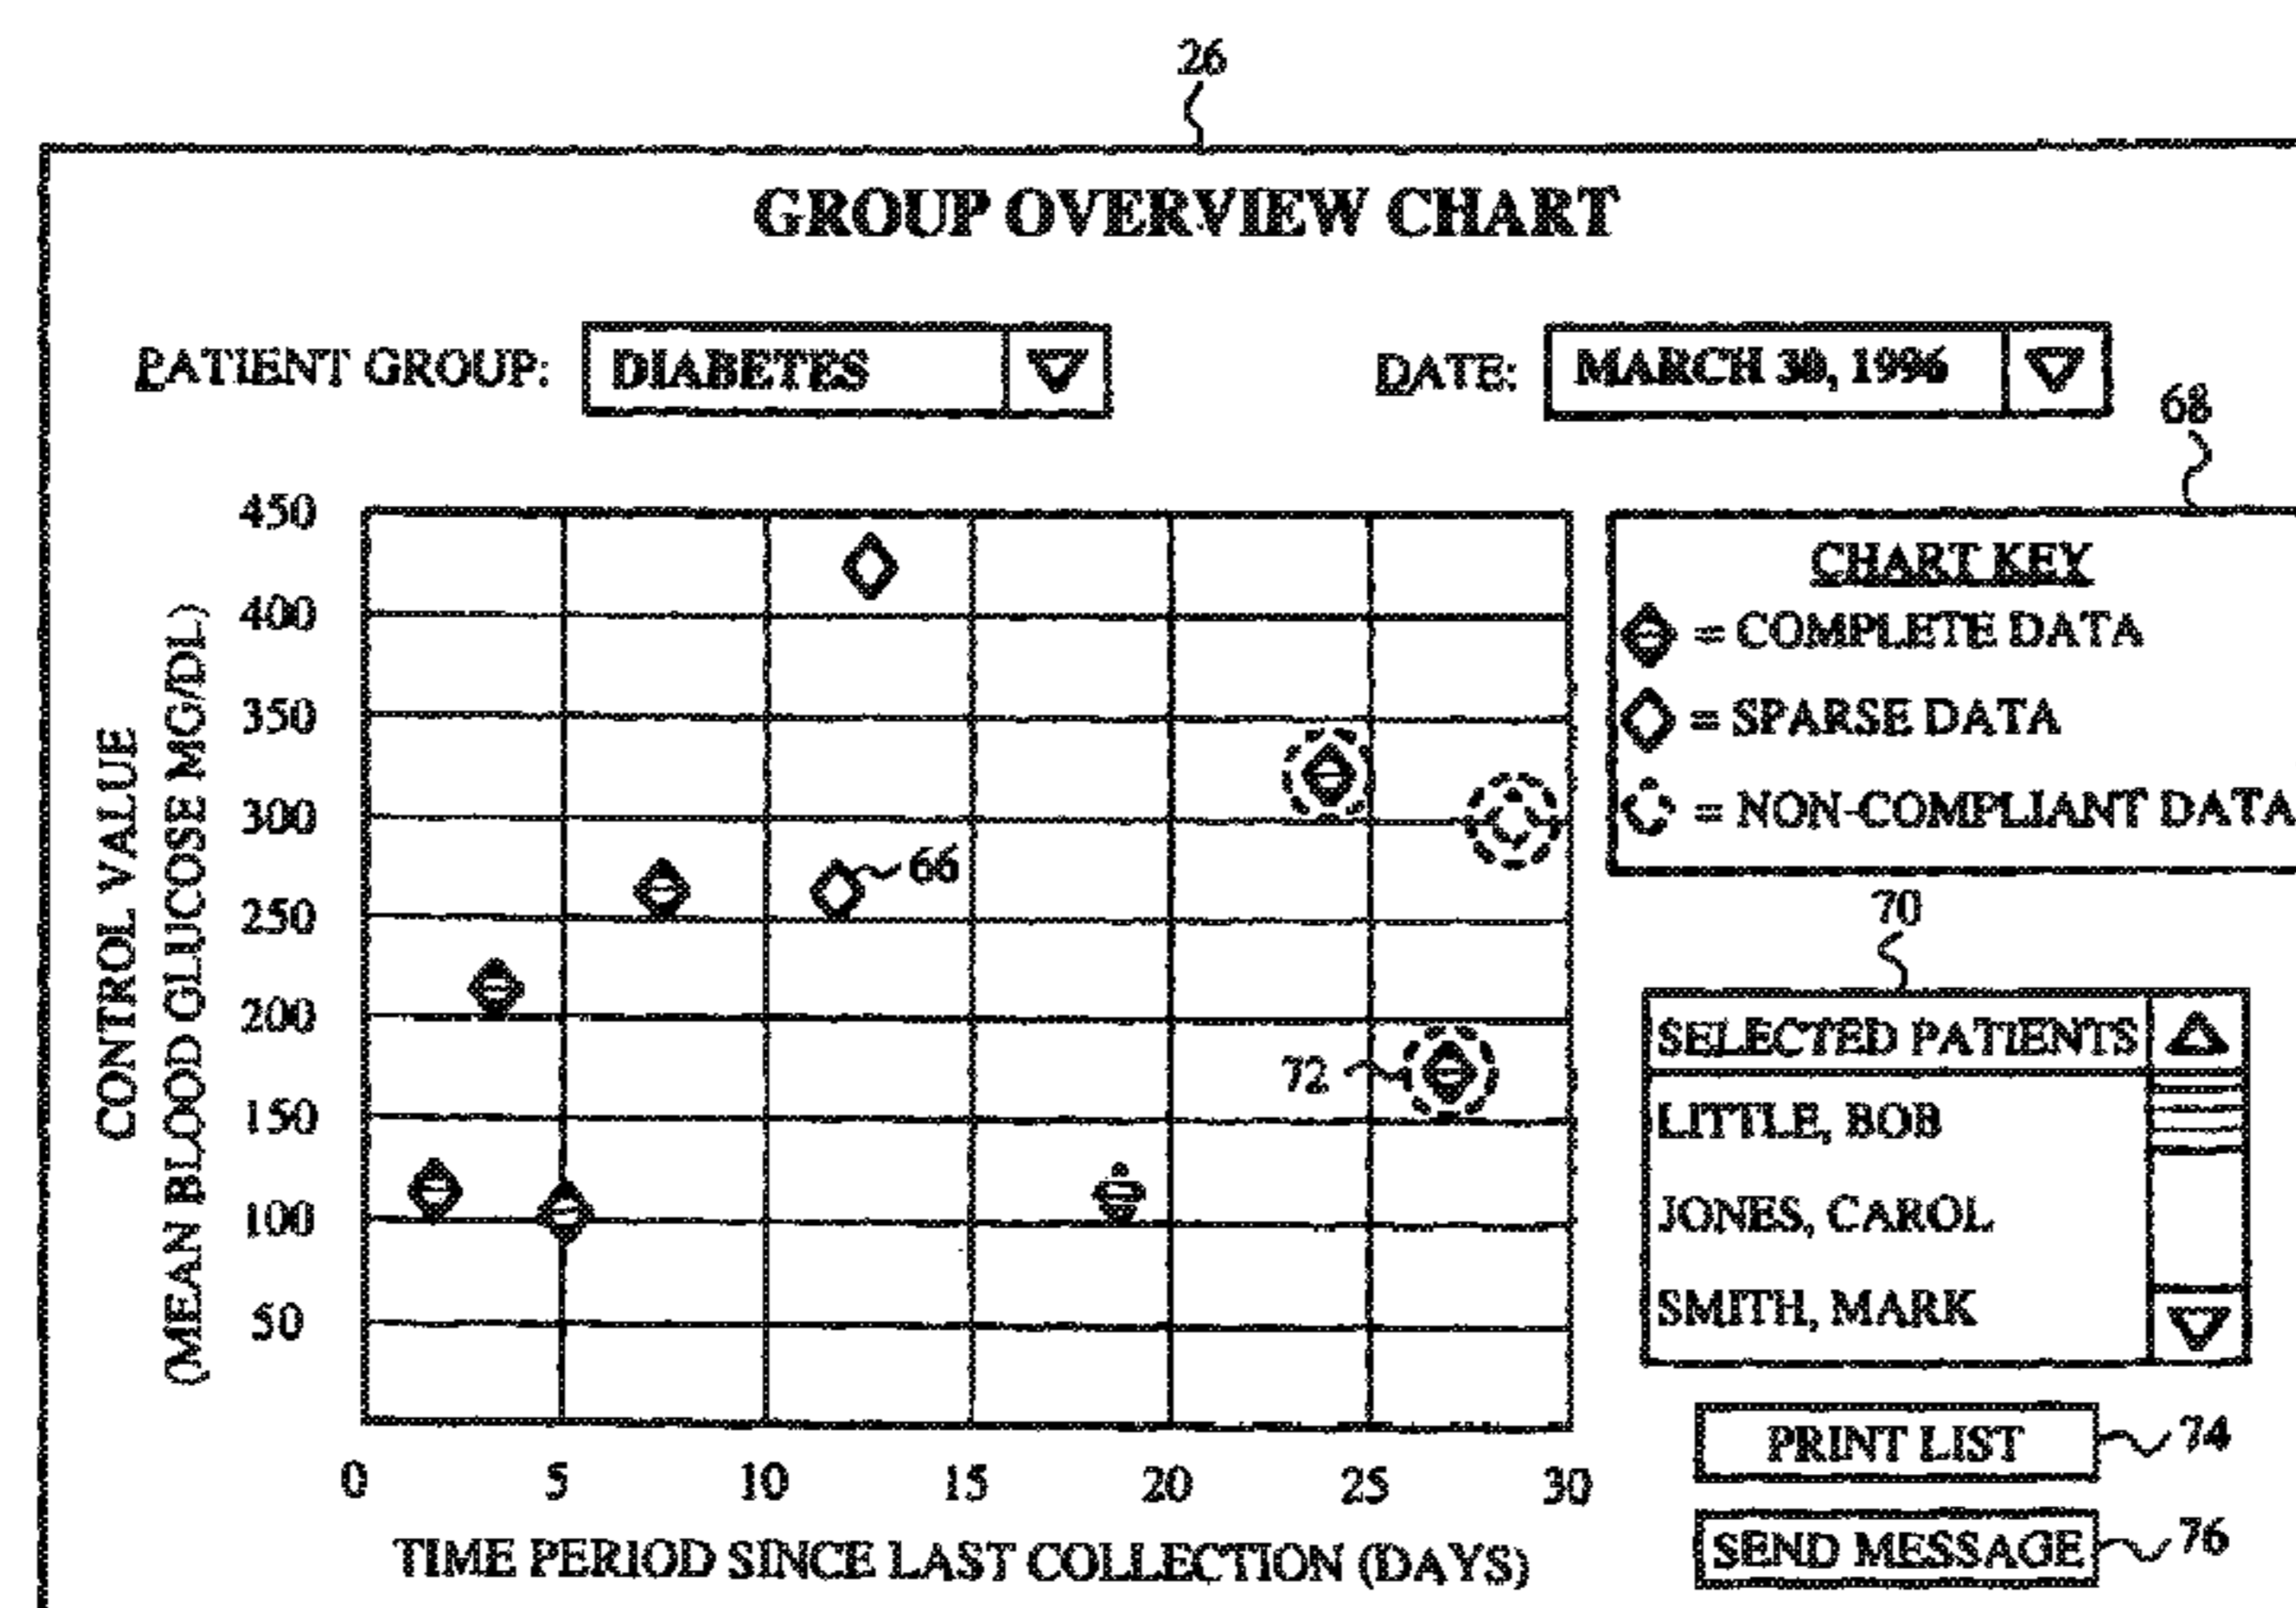 26
GROUP OVERVIEW CHART
PATIENT GROUP: DIABETES
DATE: MARCH 30, 1996
68
CONTROL VALUE
(MEAN BLOOD GLUCOSE MG/DL)
450
400
350
300
250
200
150
100
50
66
72
0 5 10 15 20 25 30
TIME PERIOD SINCE LAST COLLECTION (DAYS)
CHART KEY
= COMPLETE DATA
= SPARSE DATA
= NON-COMPLIANT DATA
70
SELECTED PATIENTS
LITTLE, BOB
JONES, CAROL
SMITH, MARK
PRINT LIST 74
SEND MESSAGE 76